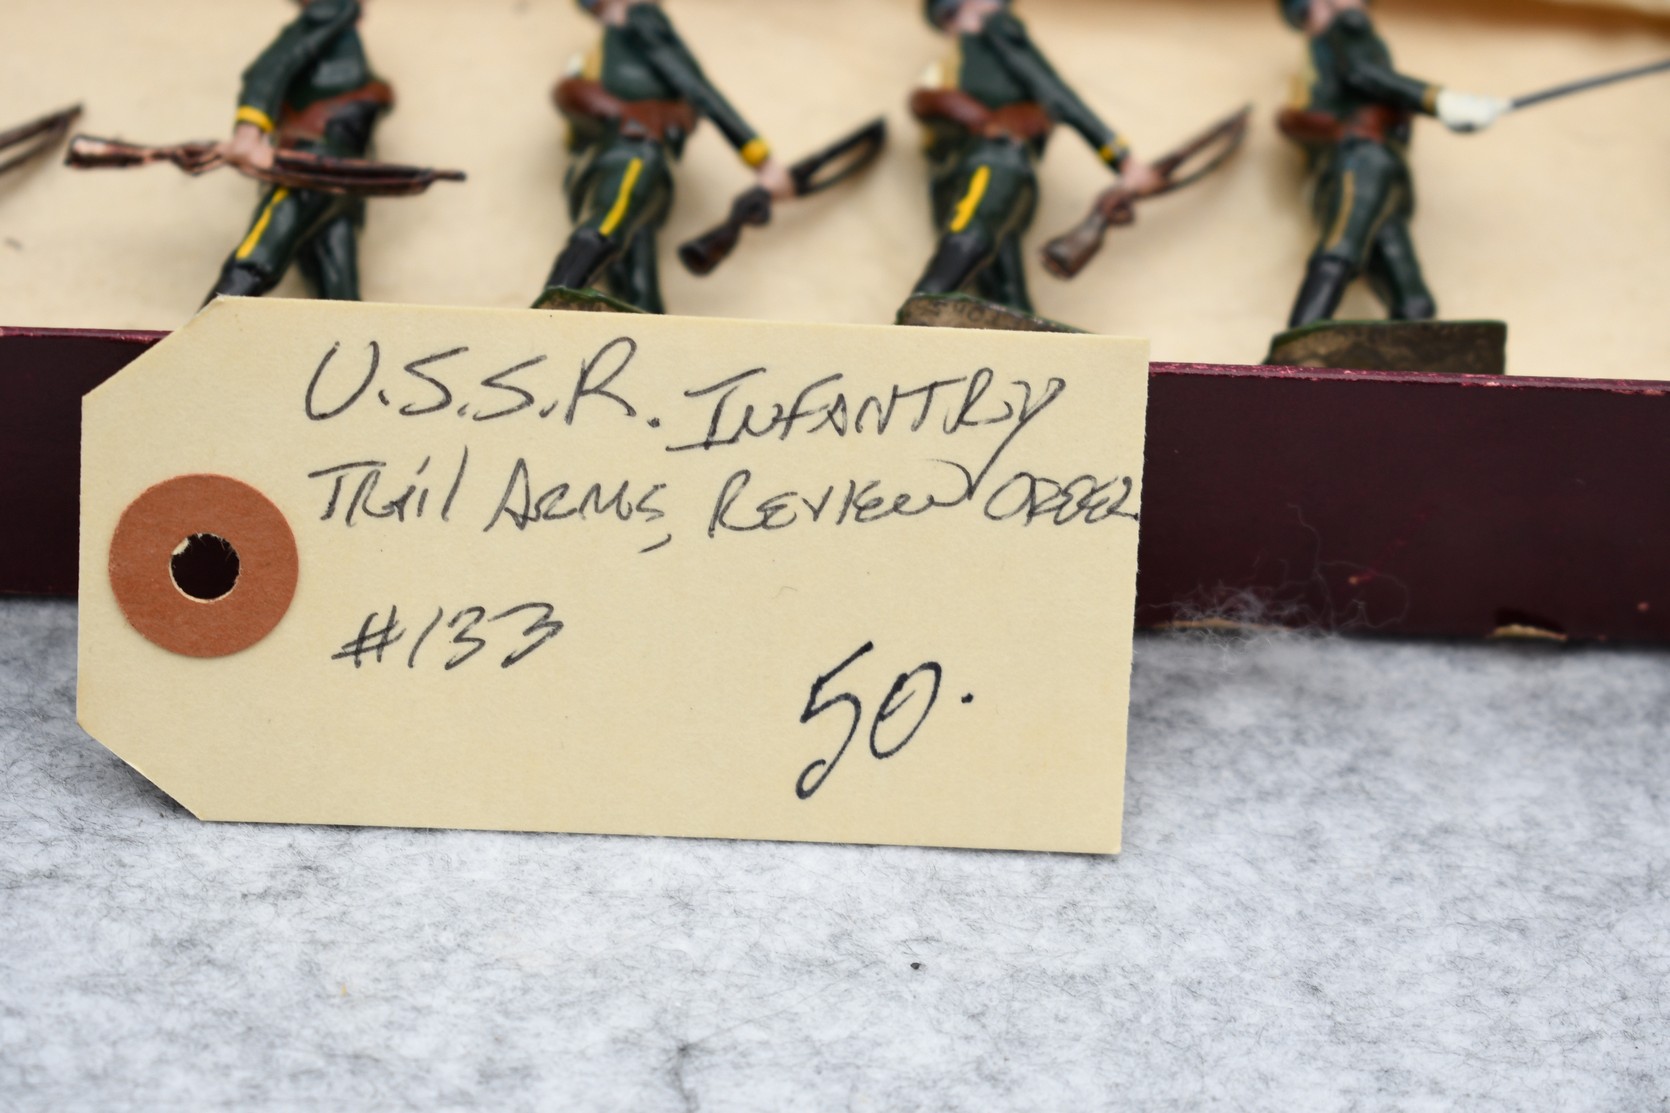 U.S.S.R. INFANTRY
TRAil ARMS, REVIEW ORDER
#133
50.